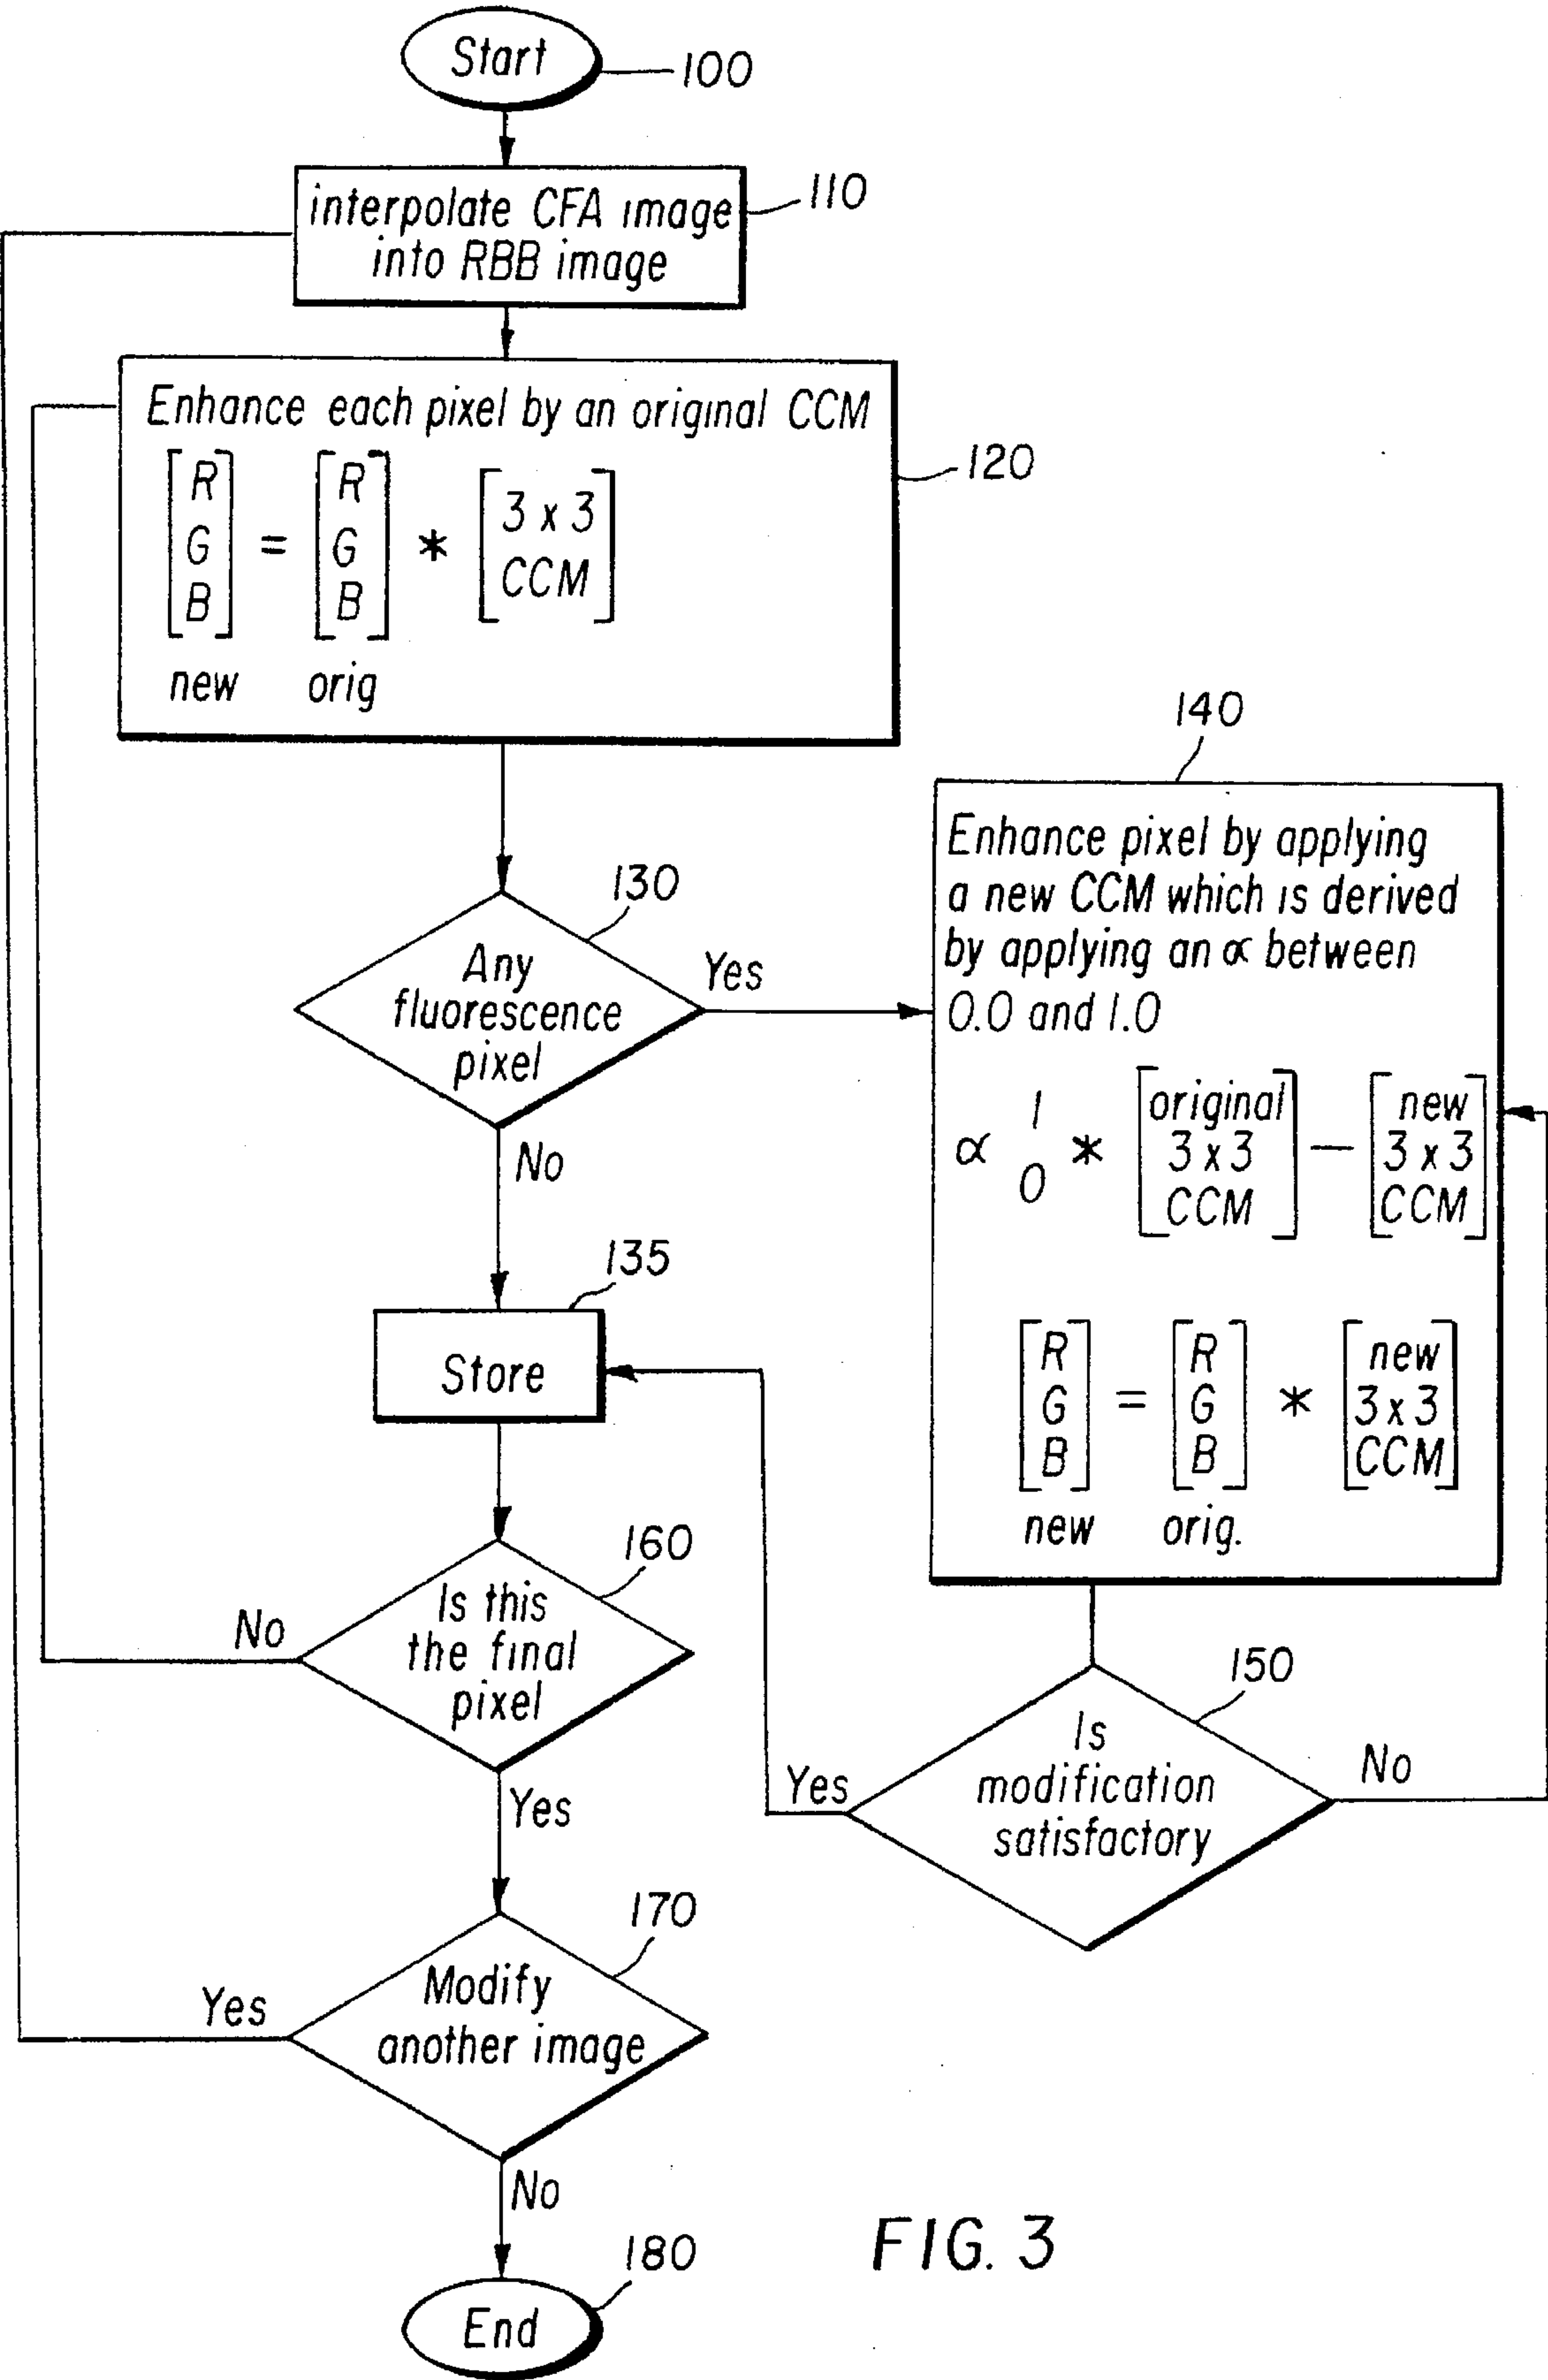 Start
100
interpolate CFA image
into RBB image
110
Enhance each pixel by an original CCM
R
G
B
new
=
R
G
B
orig
*
3 x 3
CCM
120
130
Any
fluorescence
pixel
Yes
No
140
Enhance pixel by applying
a new CCM which is derived
by applying an ∝ between
0.0 and 1.0
∝ 1 0 *
original
3 x 3
CCM
—
new
3 x 3
CCM
R
G
B
new
=
R
G
B
orig.
*
new
3 x 3
CCM
135
Store
160
Is this
the final
pixel
No
Yes
150
Is
modification
satisfactory
Yes
No
170
Modify
another image
Yes
No
180
End
FIG. 3